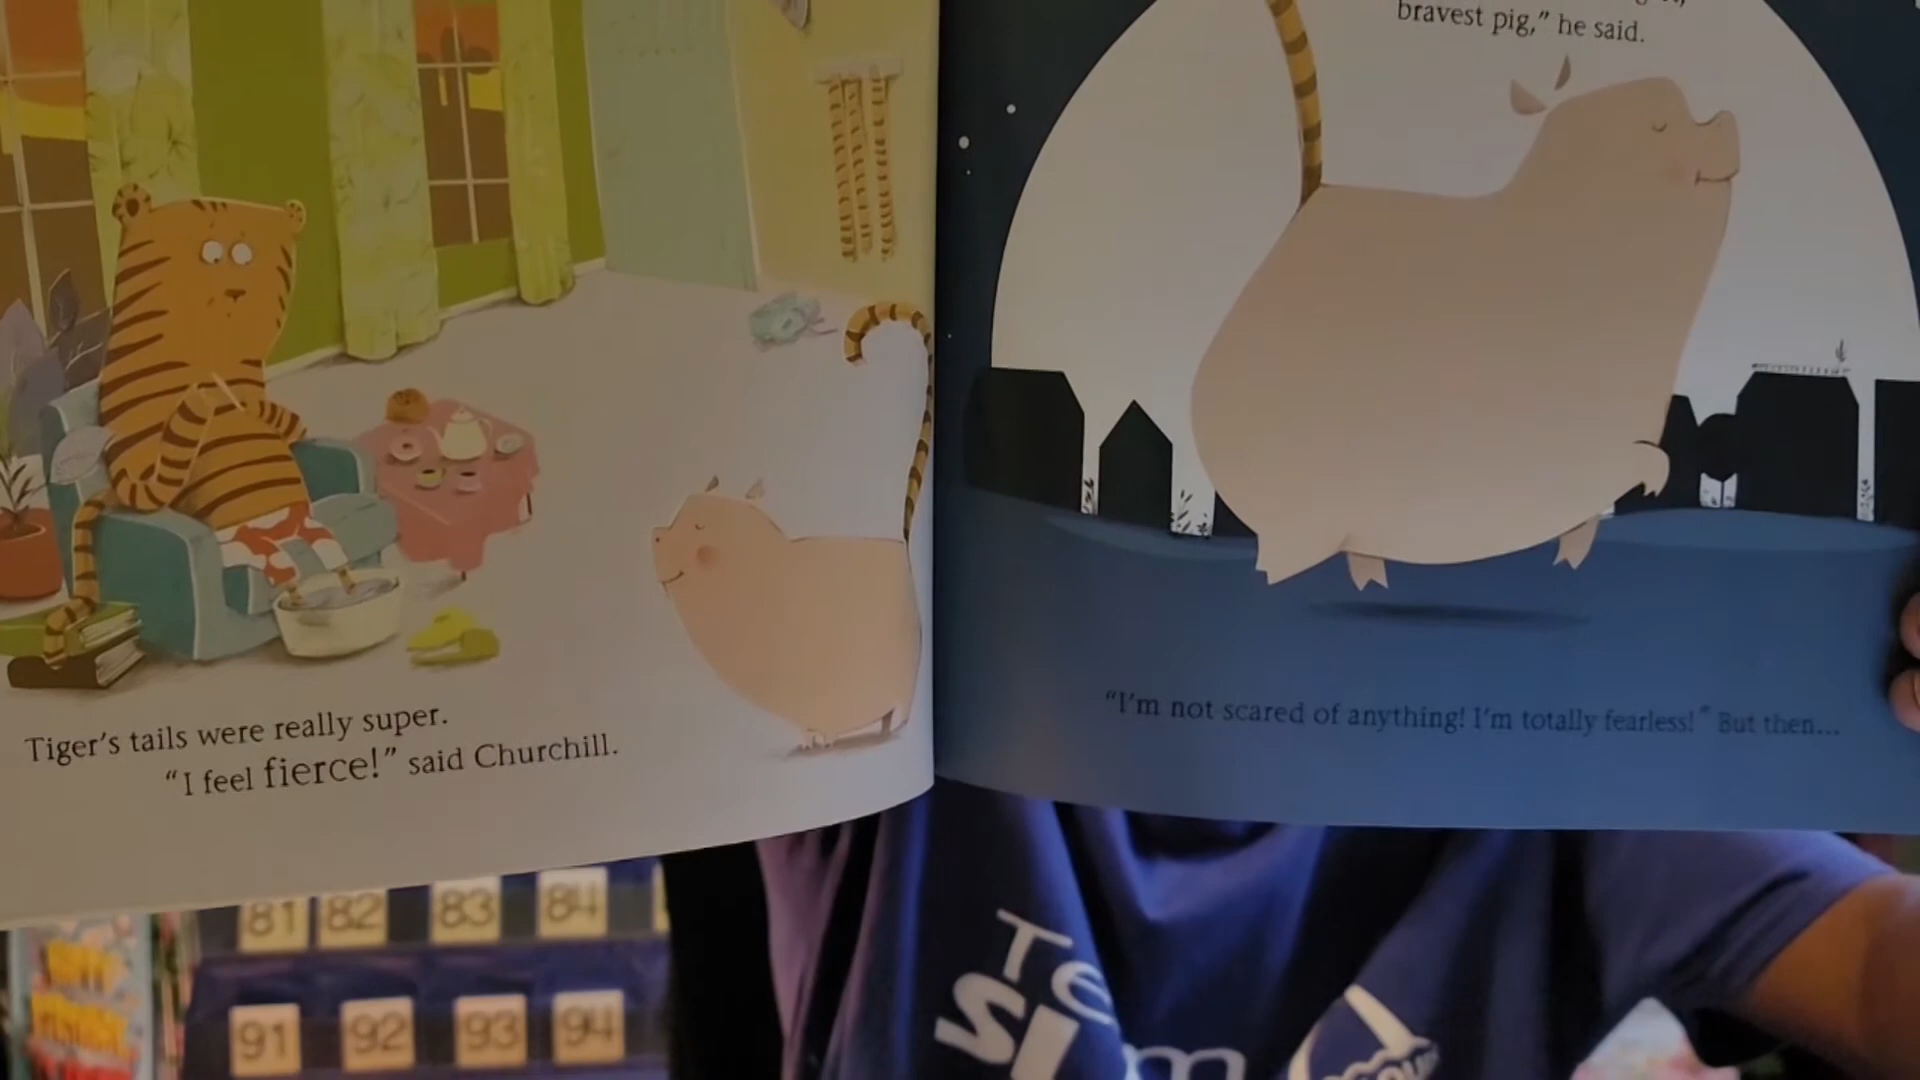 Tiger's tails were really super.
"I feel fierce!" said Churchill.
bravest pig," he said.
"I'm not scared of anything! I'm totally fearless!" But then...
81 82 83 84
91 92 93 94